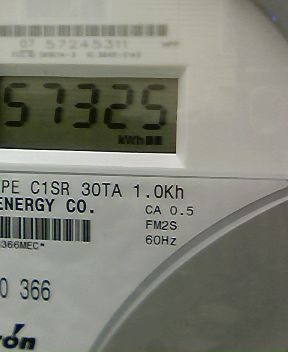 07 57245311
57325
kWh
PE C1SR 30TA 1.0Kh
ENERGY CO.
CA 0.5
FM2S
60Hz
366MEC*
0 366
rón